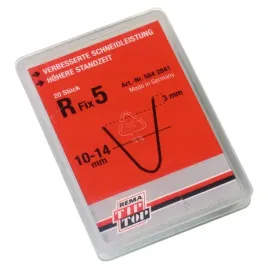 → VERBESSERTE SCHNEIDLEISTUNG
→ HÖHERE STANDZEIT
20 Stück
Art.-Nr. 564 2841
Made in Germany
R Fix 5
3 mm
10-14 mm
REMA
TIP
TOP